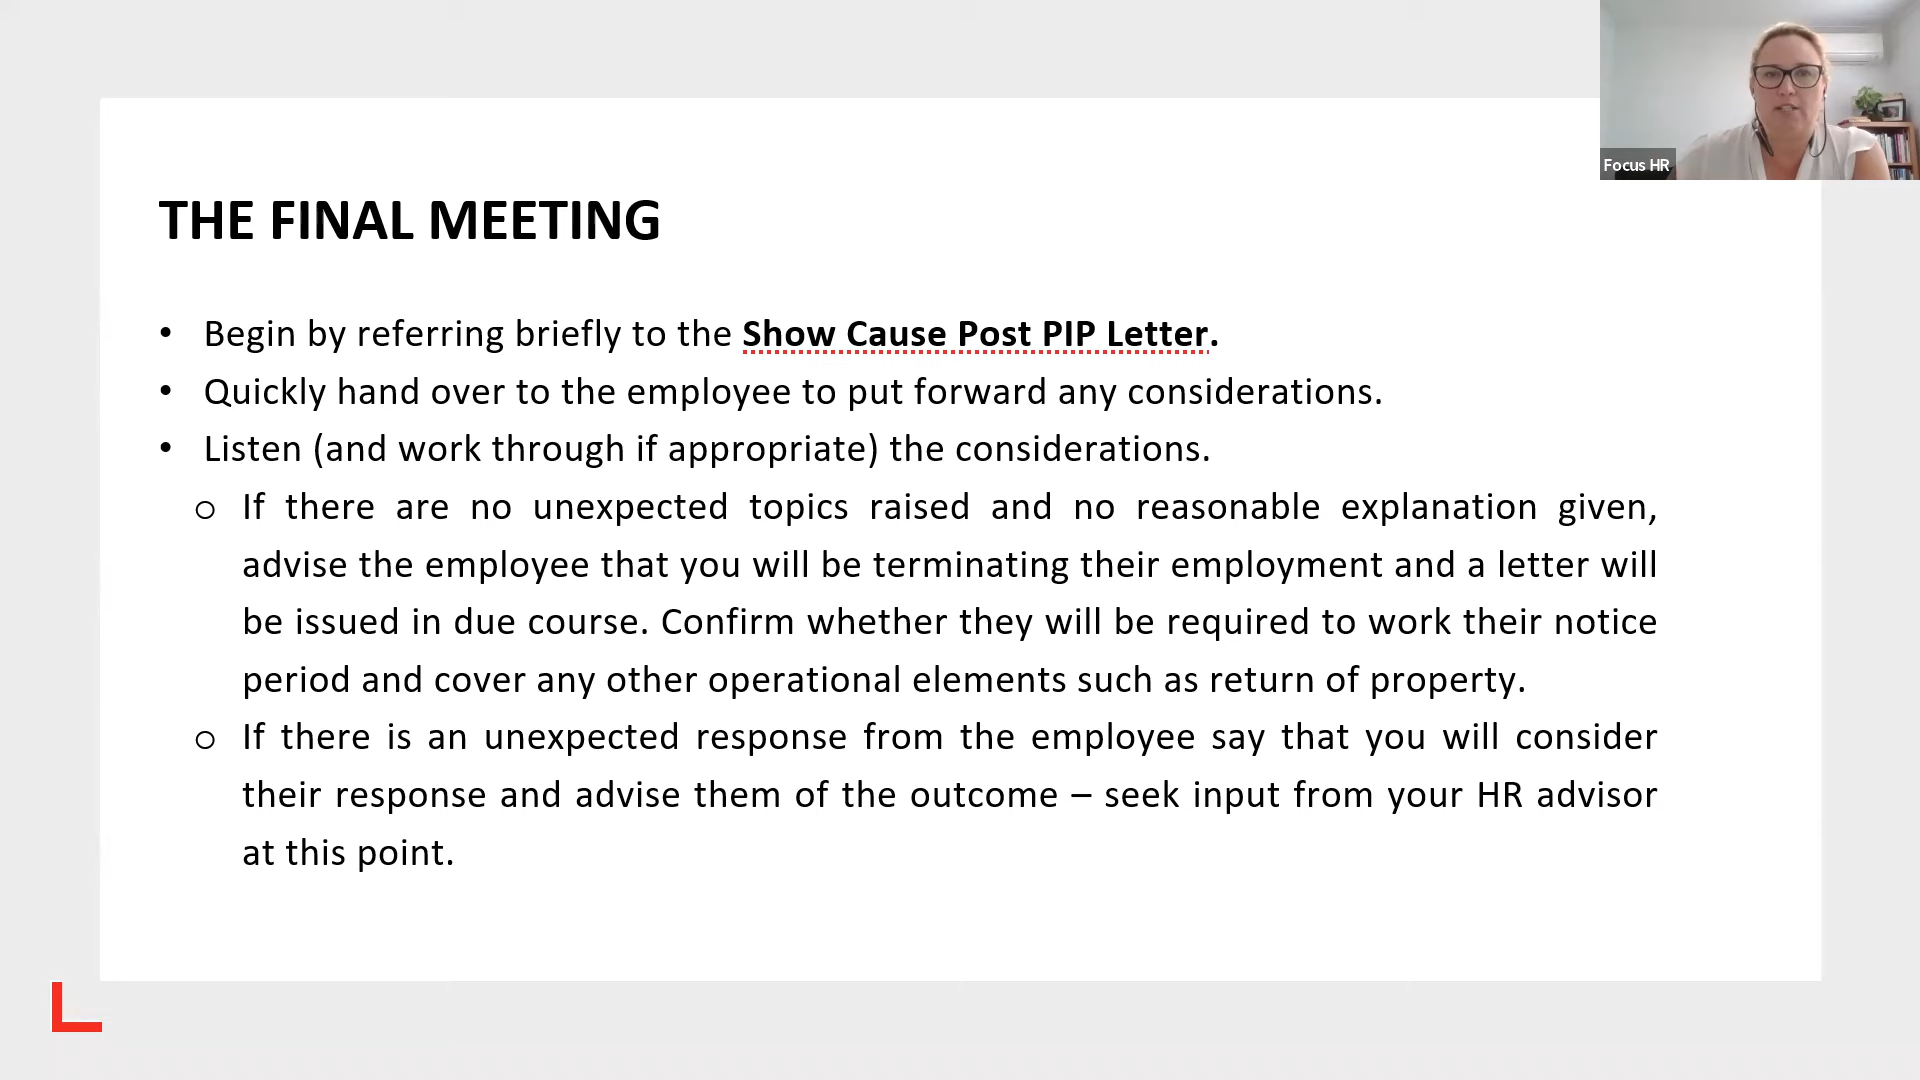 Focus HR
THE FINAL MEETING
• Begin by referring briefly to the Show Cause Post PIP Letter.
• Quickly hand over to the employee to put forward any considerations.
• Listen (and work through if appropriate) the considerations.
o If there are no unexpected topics raised and no reasonable explanation given,
advise the employee that you will be terminating their employment and a letter will
be issued in due course. Confirm whether they will be required to work their notice
period and cover any other operational elements such as return of property.
o If there is an unexpected response from the employee say that you will consider
their response and advise them of the outcome – seek input from your HR advisor
at this point.